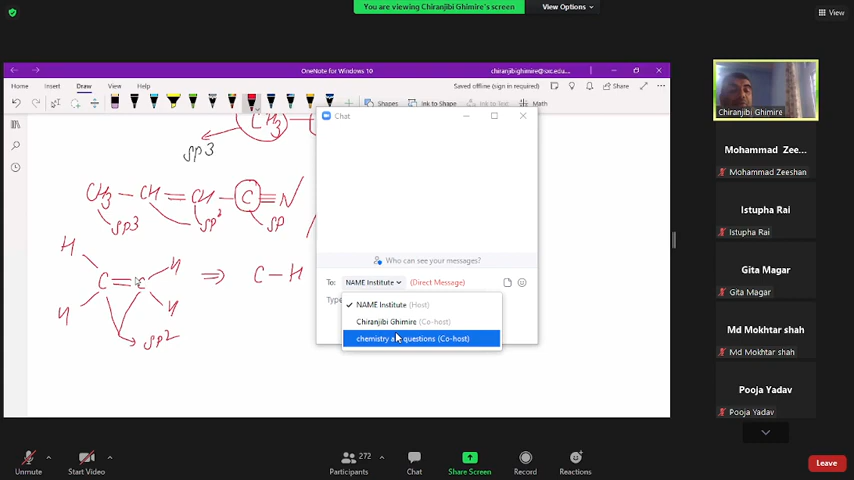 You are viewing Chiranjibi Ghimire's screen
View Options
View
OneNote for Windows 10
chiranjibighimire@sxc.edu...
Home Insert Draw View Help
Saved offline (sign in required)
Share
Shapes
Ink to Shape
Math
CH3
SP3
CH3 — CH = CH — C ≡ N
SP3
SP2
SP
H
H
C = C
⇒ C — H
H
H
SP2
Chat
Who can see your messages?
To: NAME Institute (Direct Message)
Type
NAME Institute (Host)
Chiranjibi Ghimire (Co-host)
chemistry questions (Co-host)
Chiranjibi Ghimire
Mohammad Zee...
Mohammad Zeeshan
Istupha Rai
Istupha Rai
Gita Magar
Gita Magar
Md Mokhtar shah
Md Mokhtar shah
Pooja Yadav
Pooja Yadav
Unmute
Start Video
272
Participants
Chat
Share Screen
Record
Reactions
Leave